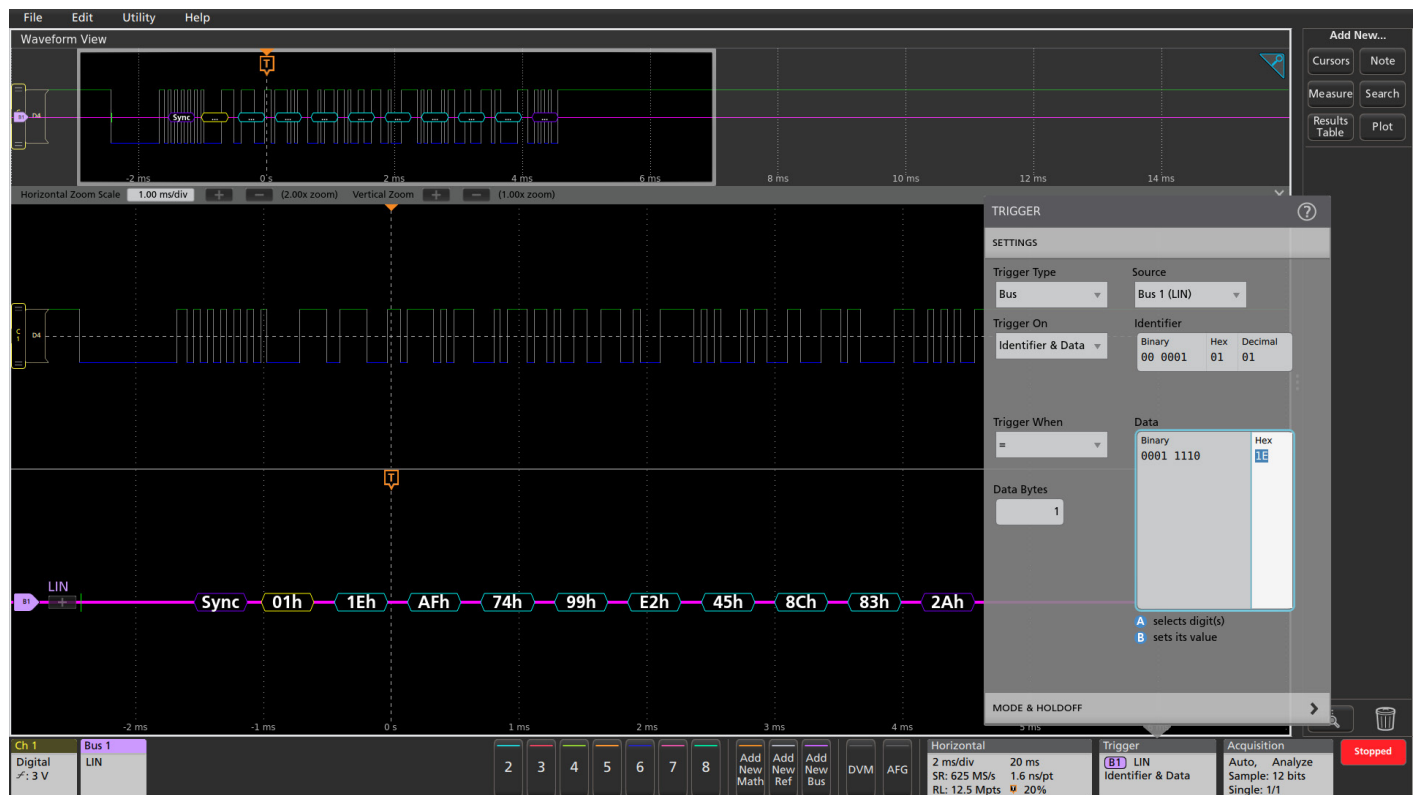 File Edit Utility Help
Waveform View
Add New...
Cursors Note
Measure Search
Results Table Plot
T
B1 D4
Sync ... ... ... ... ... ... ... ... ... ...
-2 ms 0 s 2 ms 4 ms 6 ms 8 ms 10 ms 12 ms 14 ms
Horizontal Zoom Scale 1.00 ms/div + − (2.00x zoom) Vertical Zoom + − (1.00x zoom)
C1 D4
T
LIN
B1 +
Sync 01h 1Eh AFh 74h 99h E2h 45h 8Ch 83h 2Ah
-2 ms -1 ms 0 s 1 ms 2 ms 3 ms 4 ms 5 ms
TRIGGER ?
SETTINGS
Trigger Type Source
Bus Bus 1 (LIN)
Trigger On Identifier
Identifier & Data Binary Hex Decimal
00 0001 01 01
Trigger When Data
= Binary Hex
0001 1110 1E
Data Bytes
1
A selects digit(s)
B sets its value
MODE & HOLDOFF
Ch 1
Digital
: 3 V
Bus 1
LIN
2 3 4 5 6 7 8
Add New Math
Add New Ref
Add New Bus
DVM AFG
Horizontal
2 ms/div 20 ms
SR: 625 MS/s 1.6 ns/pt
RL: 12.5 Mpts 20%
Trigger
B1 LIN
Identifier & Data
Acquisition
Auto, Analyze
Sample: 12 bits
Single: 1/1
Stopped